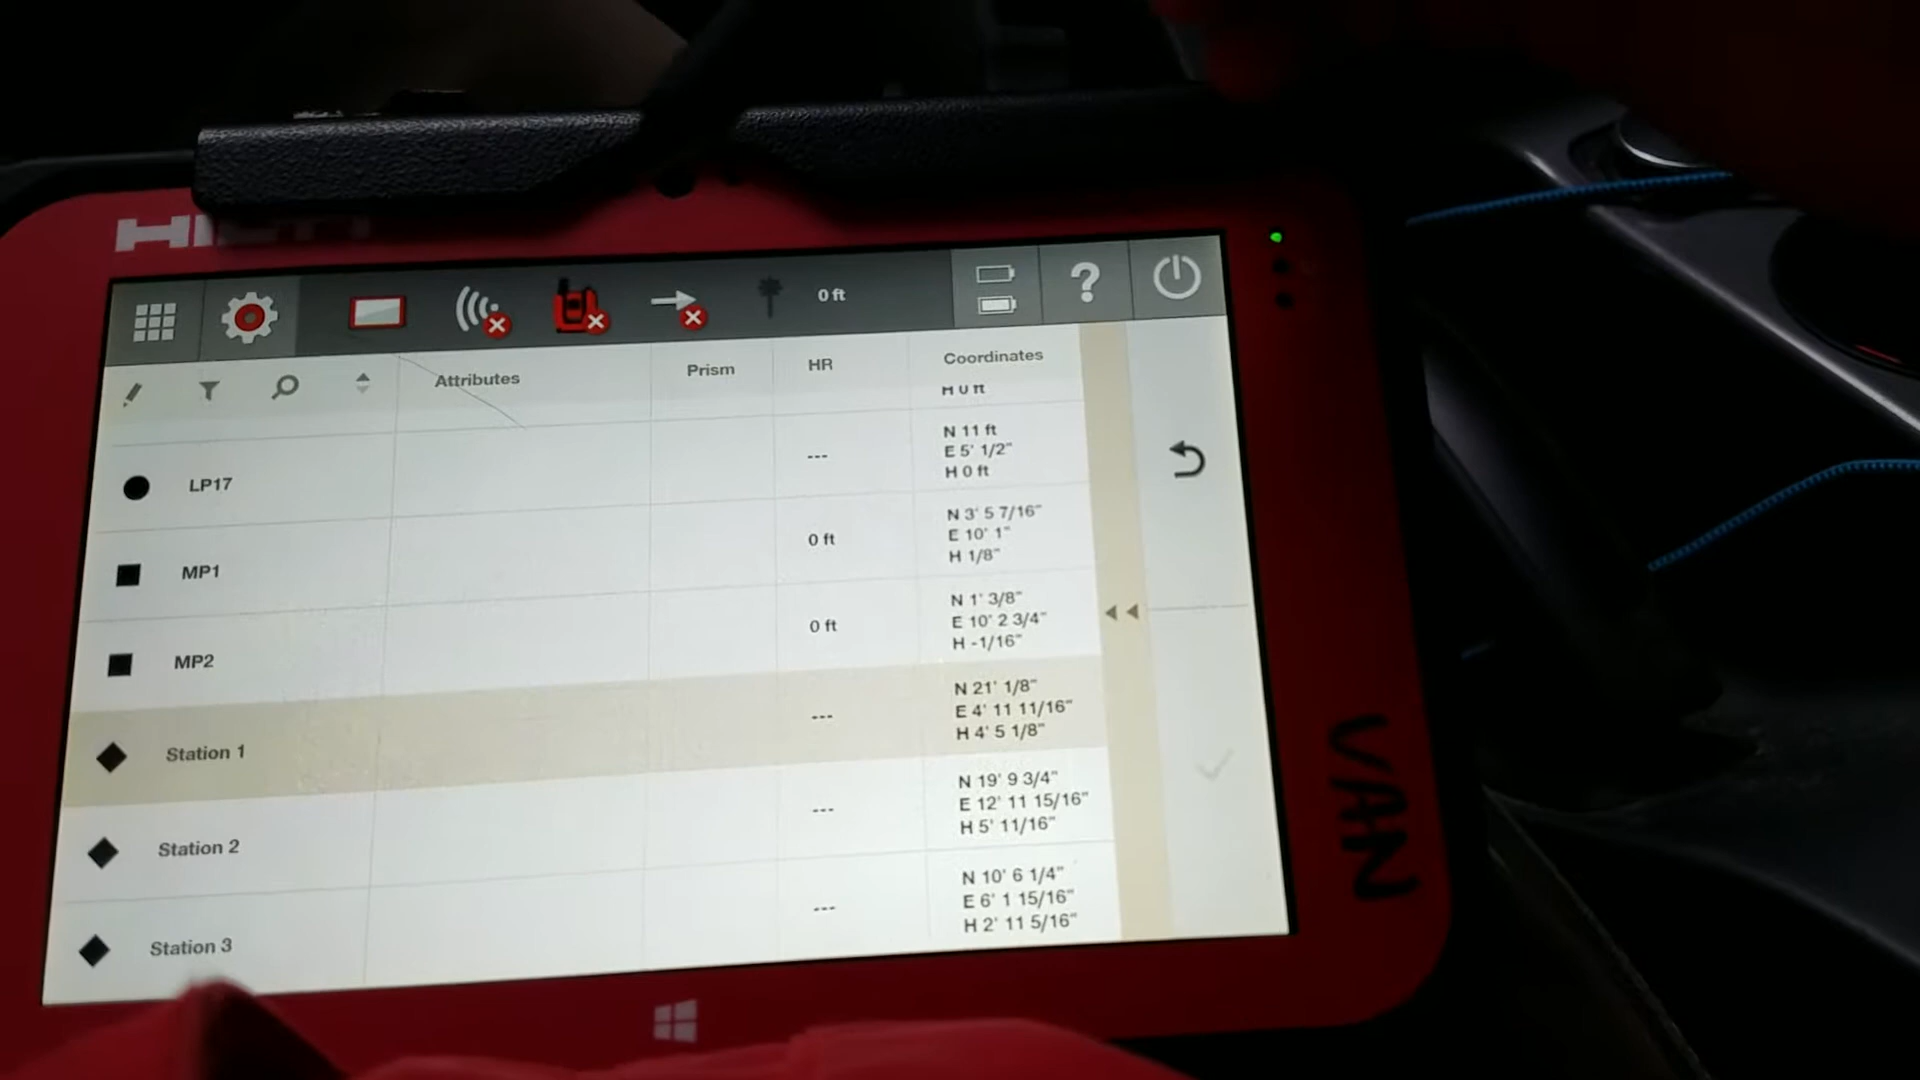 HILTI
0 ft
?
Attributes Prism HR Coordinates
H 0 ft
LP17 --- N 11 ft
E 5' 1/2"
H 0 ft
MP1 0 ft N 3' 5 7/16"
E 10' 1"
H 1/8"
MP2 0 ft N 1' 3/8"
E 10' 2 3/4"
H -1/16"
Station 1 --- N 21' 1/8"
E 4' 11 11/16"
H 4' 5 1/8"
Station 2 --- N 19' 9 3/4"
E 12' 11 15/16"
H 5' 11/16"
Station 3 --- N 10' 6 1/4"
E 6' 1 15/16"
H 2' 11 5/16"
VAN